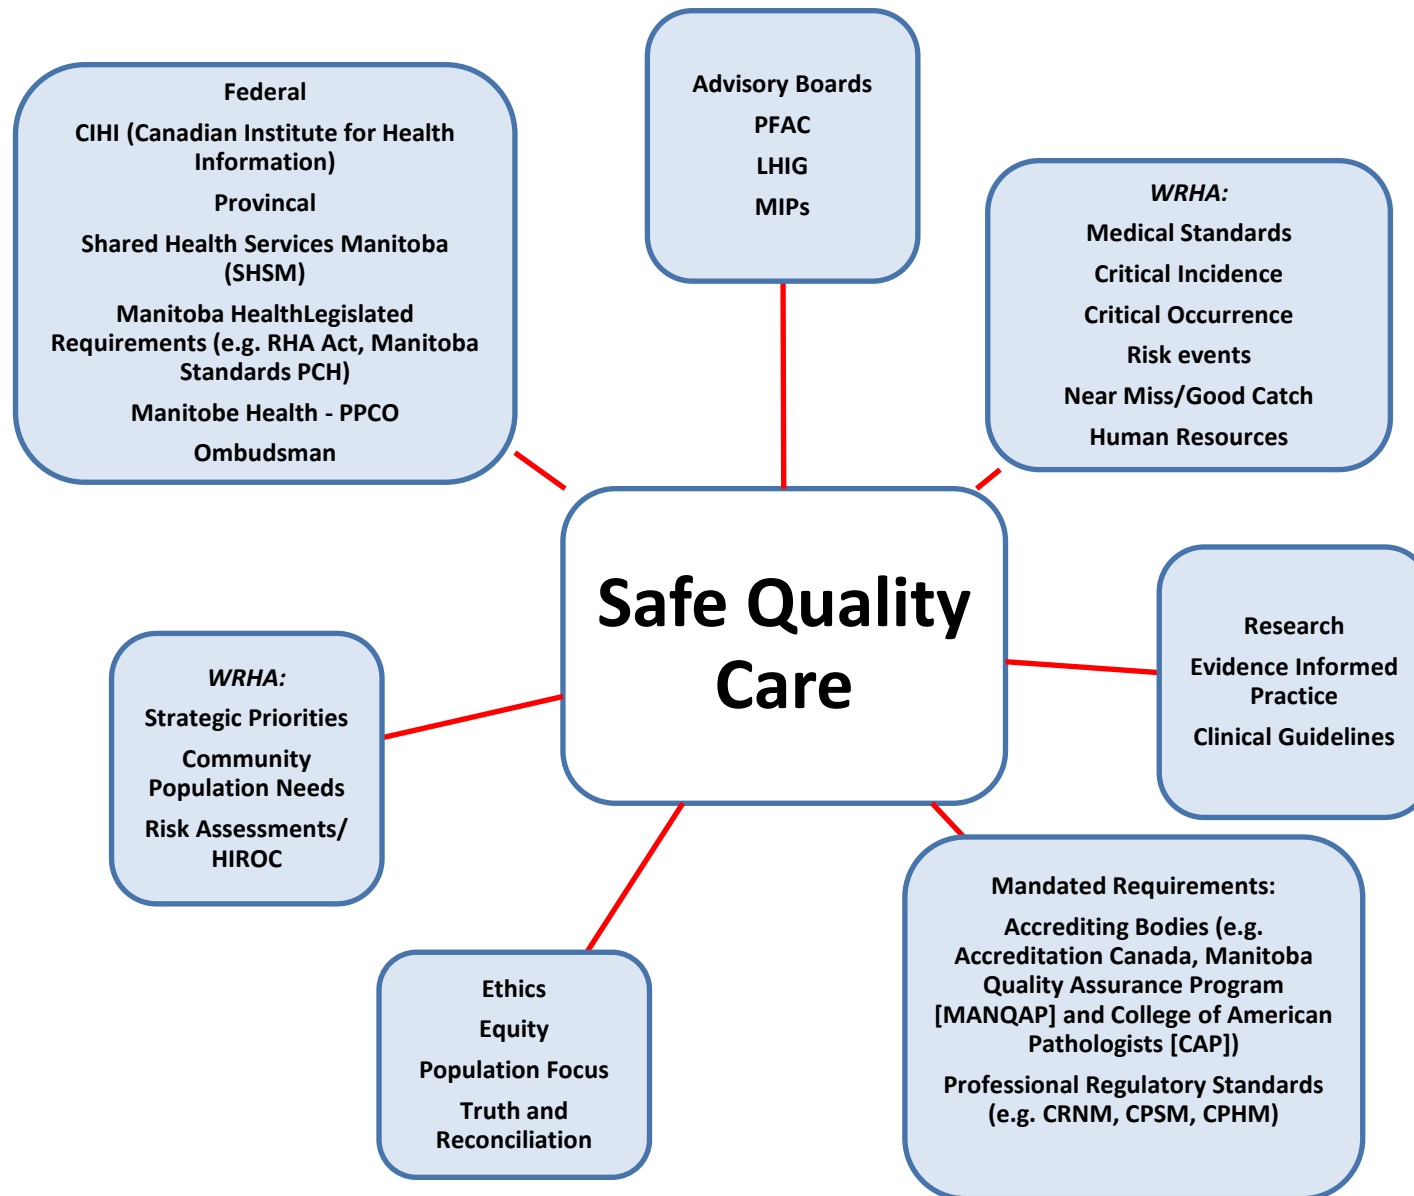 Federal
CIHI (Canadian Institute for Health
Information)
Provincal
Shared Health Services Manitoba
(SHSM)
Manitoba HealthLegislated
Requirements (e.g. RHA Act, Manitoba
Standards PCH)
Manitobe Health - PPCO
Ombudsman
Advisory Boards
PFAC
LHIG
MIPs
WRHA:
Medical Standards
Critical Incidence
Critical Occurrence
Risk events
Near Miss/Good Catch
Human Resources
Safe Quality
Care
Research
Evidence Informed
Practice
Clinical Guidelines
WRHA:
Strategic Priorities
Community
Population Needs
Risk Assessments/
HIROC
Mandated Requirements:
Accrediting Bodies (e.g.
Accreditation Canada, Manitoba
Quality Assurance Program
[MANQAP] and College of American
Pathologists [CAP])
Professional Regulatory Standards
(e.g. CRNM, CPSM, CPHM)
Ethics
Equity
Population Focus
Truth and
Reconciliation